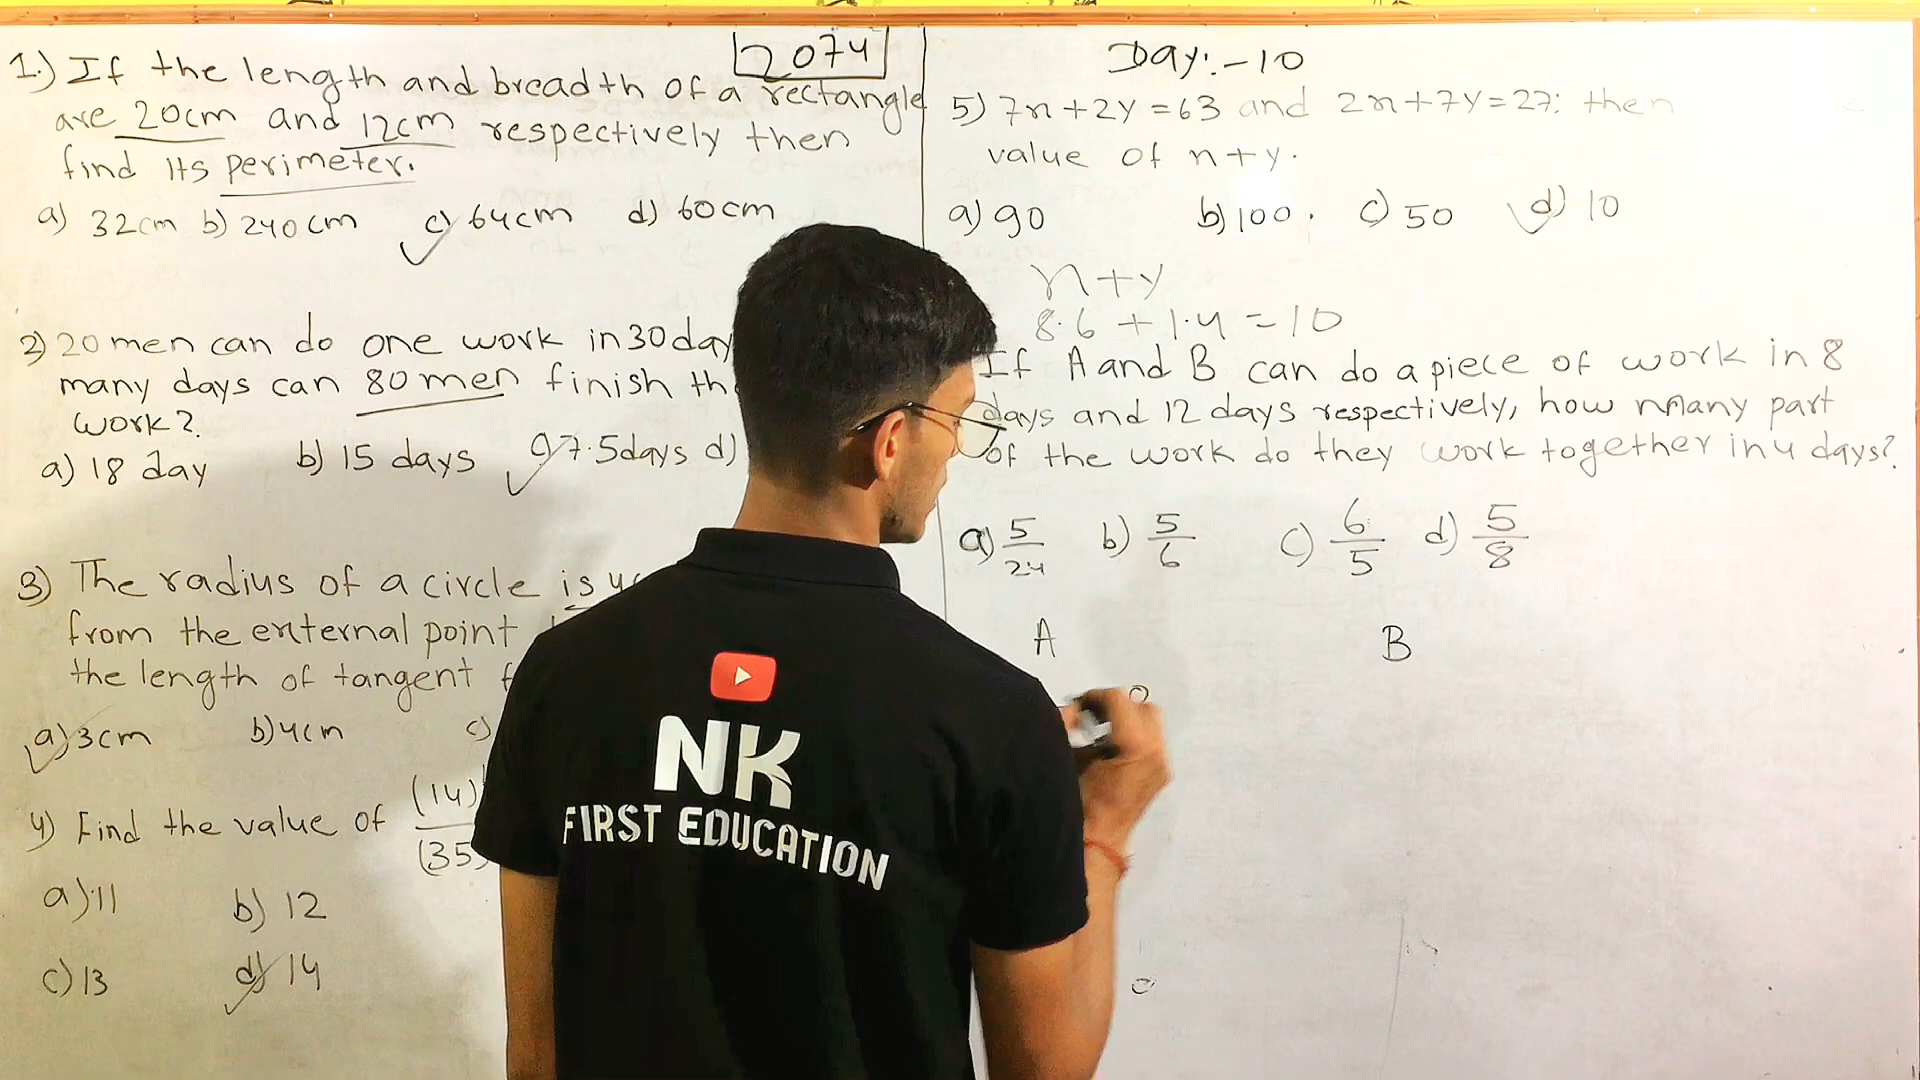 2074
1.) If the length and breadth of a rectangle
are 20cm and 12cm respectively then
find its perimeter.
a) 32cm b) 240cm c) 64cm d) 60cm
2) 20 men can do one work in 30 day
many days can 80 men finish th
work?.
a) 18 day b) 15 days c) 7.5days d)
3) The radius of a circle is 4
from the external point
the length of tangent f
a) 3cm b) 4cm c)
4) Find the value of (14)
(35)
a) 11 b) 12
c) 13 d) 14
Day:-10
5) 7x+2y=63 and 2x+7y=27: then
value of x+y.
a) 90 b) 100. c) 50 d) 10
x+y
8.6 + 1.4 = 10
If A and B can do a piece of work in 8
days and 12 days respectively, how many part
of the work do they work together in 4 days?
a) 5/24 b) 5/6 c) 6/5 d) 5/8
A B
NK
FIRST EDUCATION